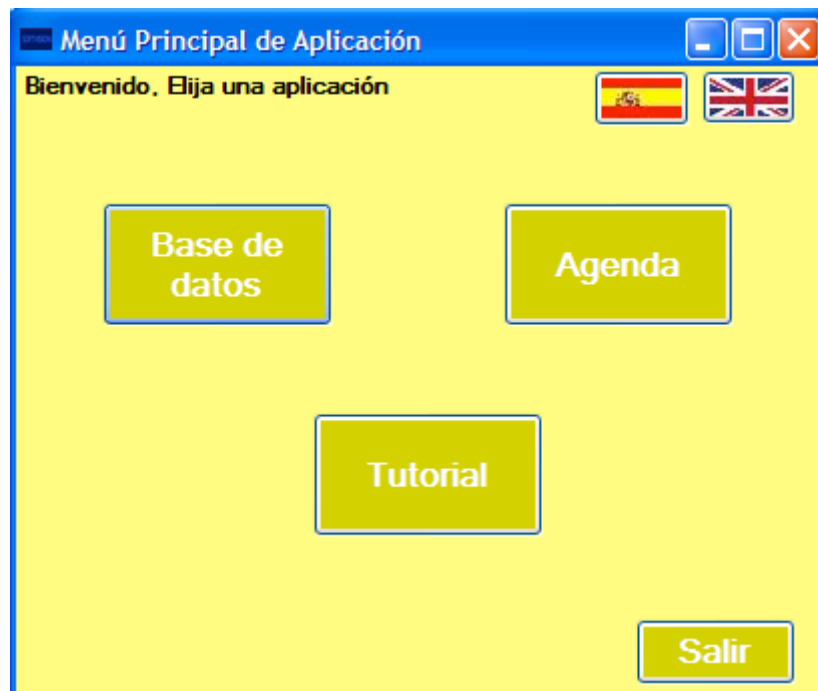 Menú Principal de Aplicación
Bienvenido, Elija una aplicación
Base de
datos
Agenda
Tutorial
Salir